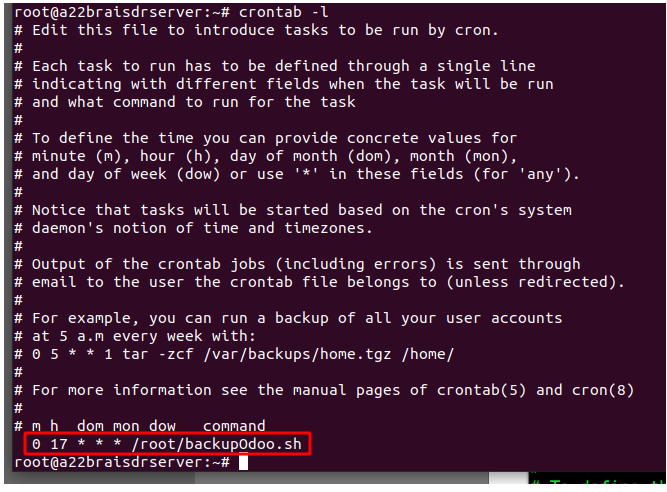 root@a22braisdrserver:~# crontab -l
# Edit this file to introduce tasks to be run by cron.
#
# Each task to run has to be defined through a single line
# indicating with different fields when the task will be run
# and what command to run for the task
#
# To define the time you can provide concrete values for
# minute (m), hour (h), day of month (dom), month (mon),
# and day of week (dow) or use '*' in these fields (for 'any').
#
# Notice that tasks will be started based on the cron's system
# daemon's notion of time and timezones.
#
# Output of the crontab jobs (including errors) is sent through
# email to the user the crontab file belongs to (unless redirected).
#
# For example, you can run a backup of all your user accounts
# at 5 a.m every week with:
# 0 5 * * 1 tar -zcf /var/backups/home.tgz /home/
#
# For more information see the manual pages of crontab(5) and cron(8)
#
# m h  dom mon dow   command
0 17 * * * /root/backupOdoo.sh
root@a22braisdrserver:~#